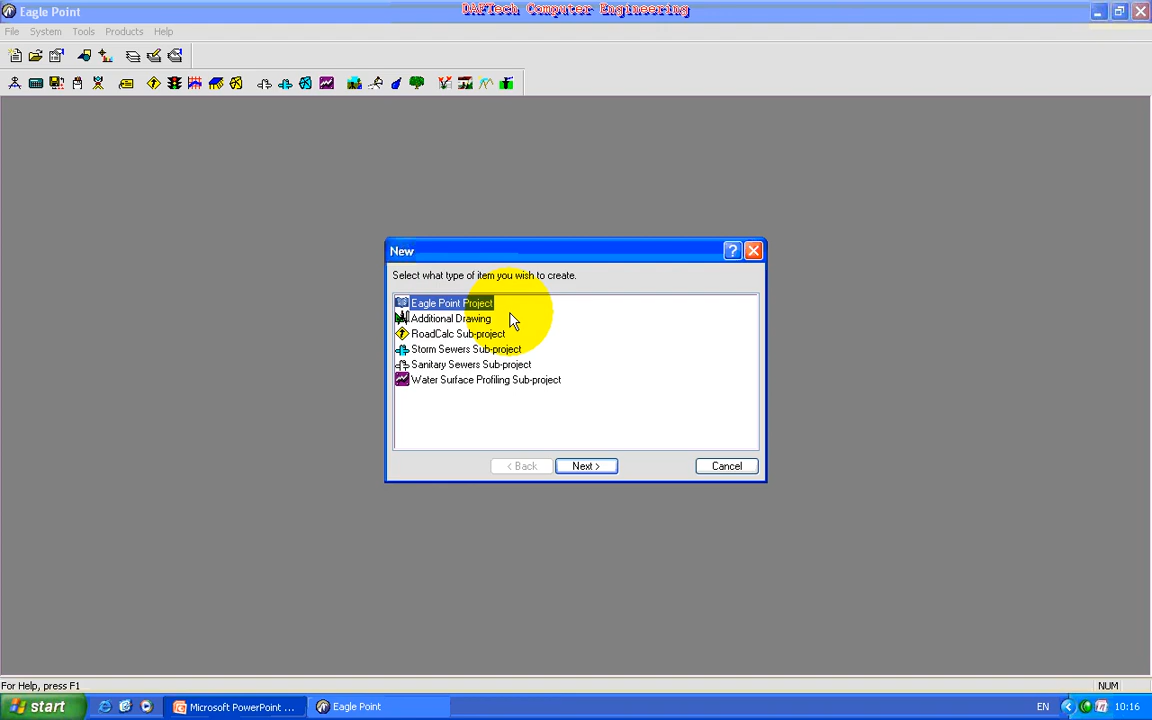 Eagle Point
DAFTech Computer Engineering
File System Tools Products Help
New
Select what type of item you wish to create.
Eagle Point Project
Additional Drawing
RoadCalc Sub-project
Storm Sewers Sub-project
Sanitary Sewers Sub-project
Water Surface Profiling Sub-project
< Back Next > Cancel
For Help, press F1 NUM
start Microsoft PowerPoint ... Eagle Point EN 10:16